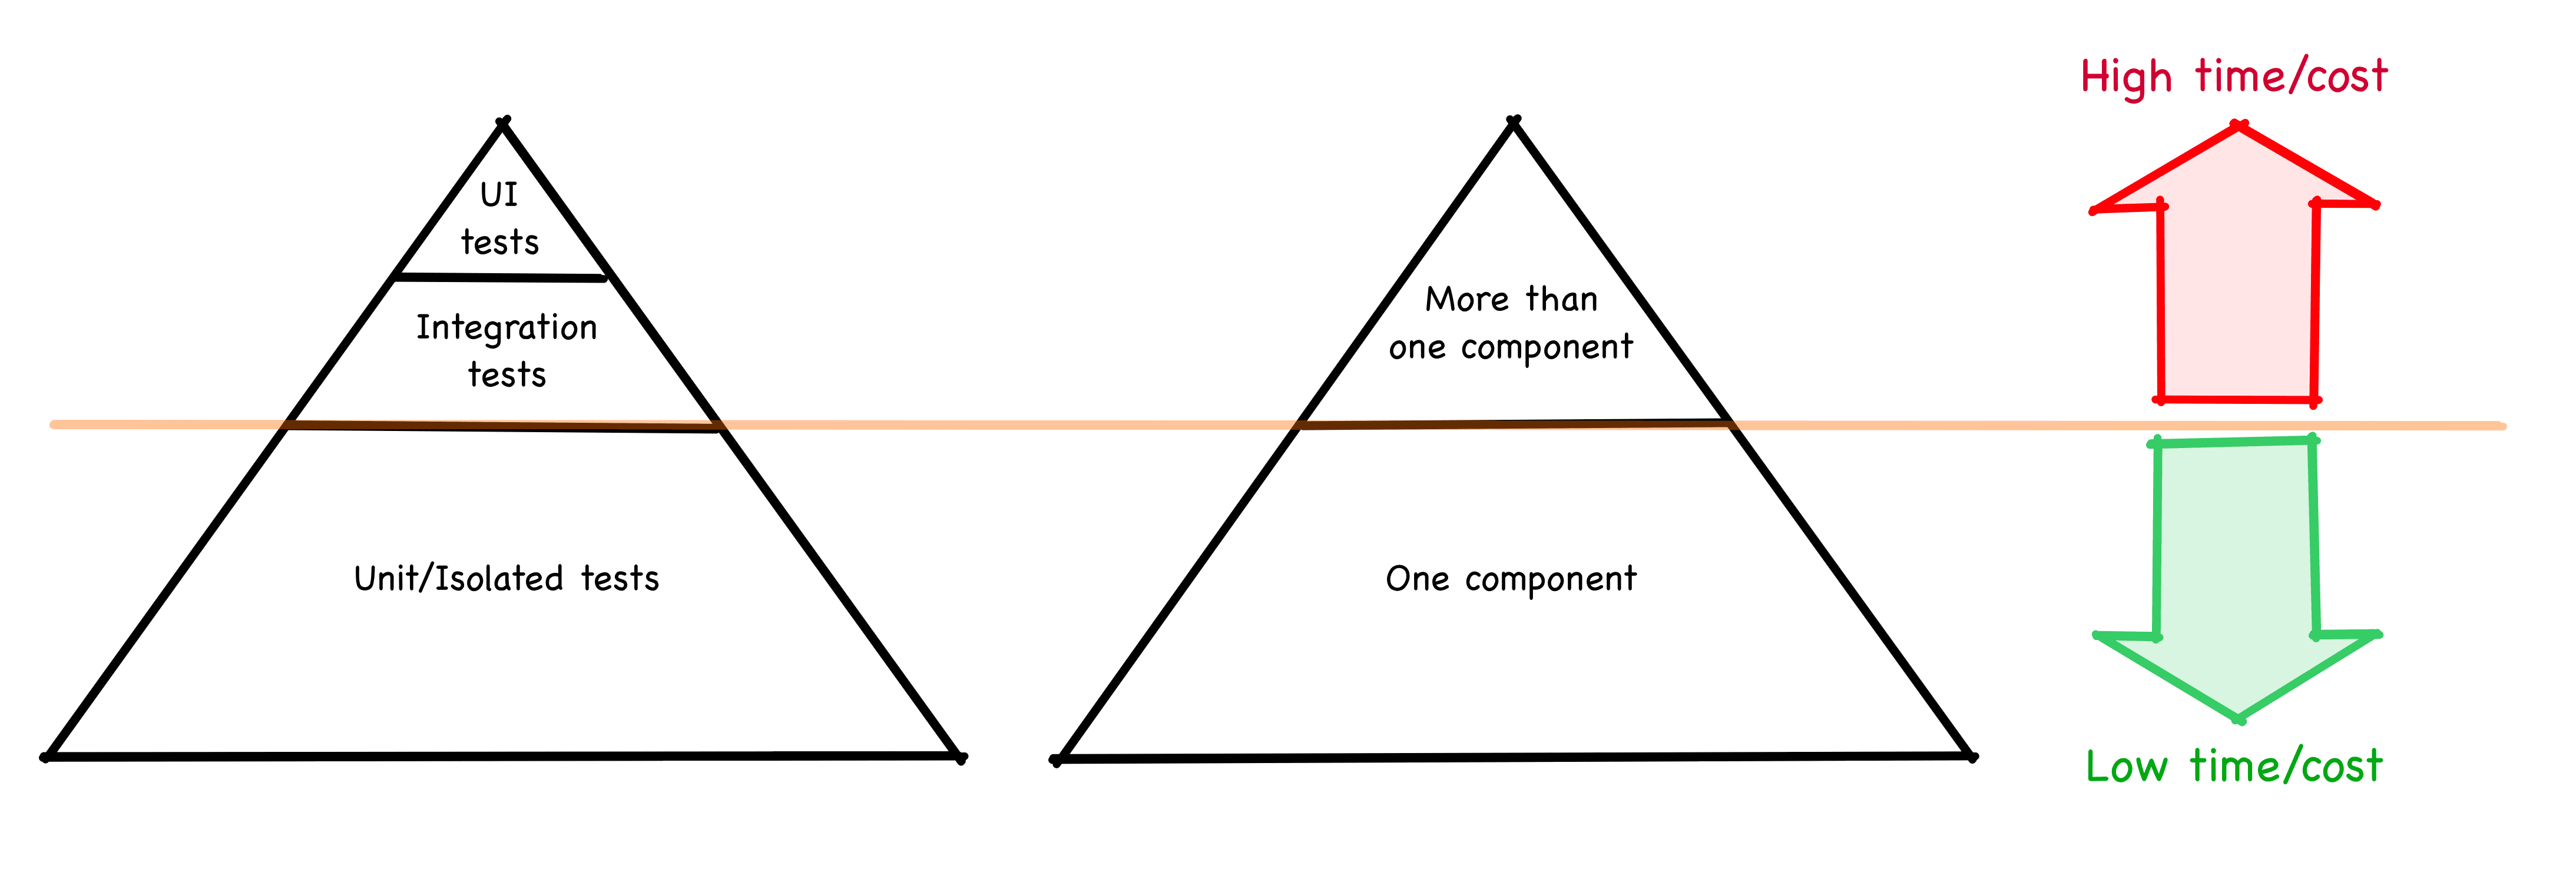 UI
tests
Integration
tests
Unit/Isolated tests
More than
one component
One component
High time/cost
Low time/cost